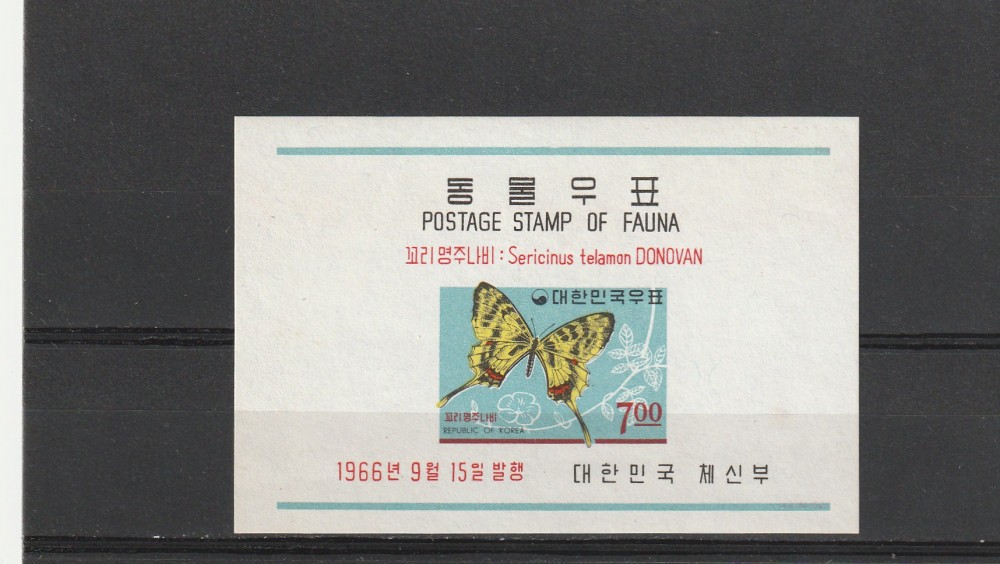 동물우표
POSTAGE STAMP OF FAUNA
꼬리명주나비 : Sericinus telamon DONOVAN
대한민국우표
꼬리명주나비
REPUBLIC OF KOREA
7.00
1966년 9월 15일 발행 대한민국 체신부